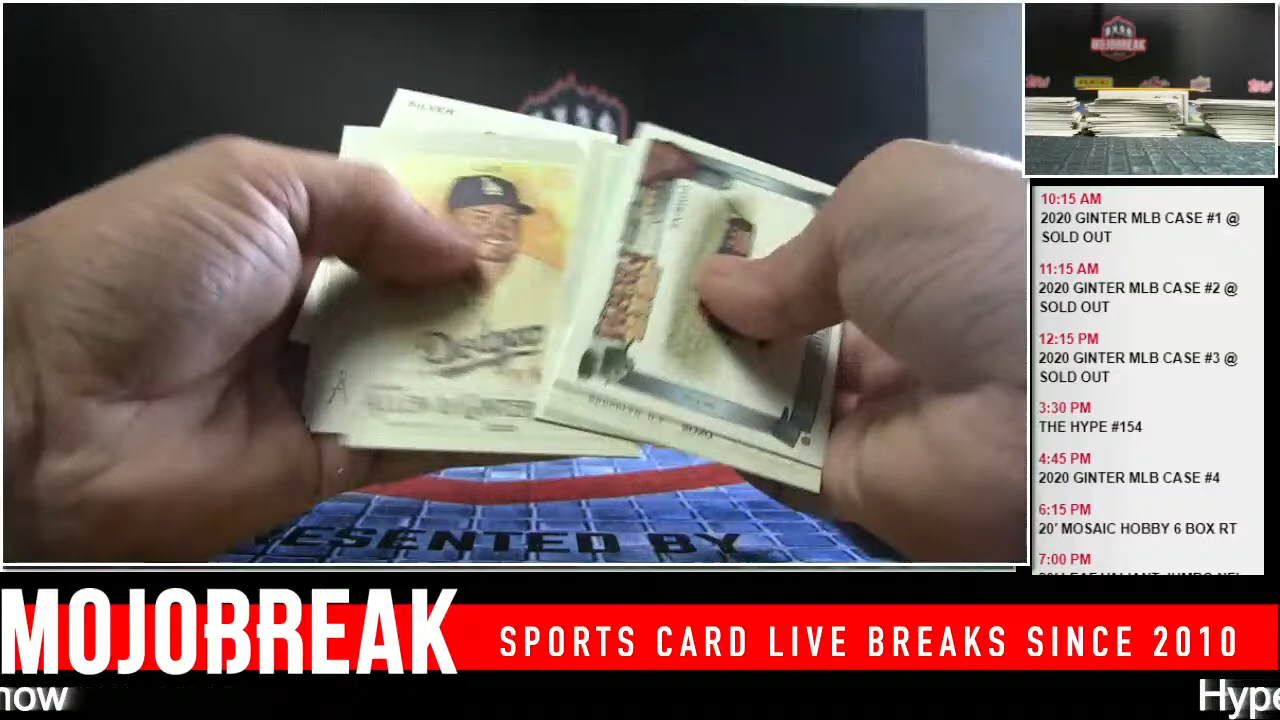 SILVER
Dodgers
ESENTED BY
MOJOBREAK
10:15 AM
2020 GINTER MLB CASE #1 @
SOLD OUT
11:15 AM
2020 GINTER MLB CASE #2 @
SOLD OUT
12:15 PM
2020 GINTER MLB CASE #3 @
SOLD OUT
3:30 PM
THE HYPE #154
4:45 PM
2020 GINTER MLB CASE #4
6:15 PM
20' MOSAIC HOBBY 6 BOX RT
7:00 PM
MOJOBREAK
SPORTS CARD LIVE BREAKS SINCE 2010
now
Hype